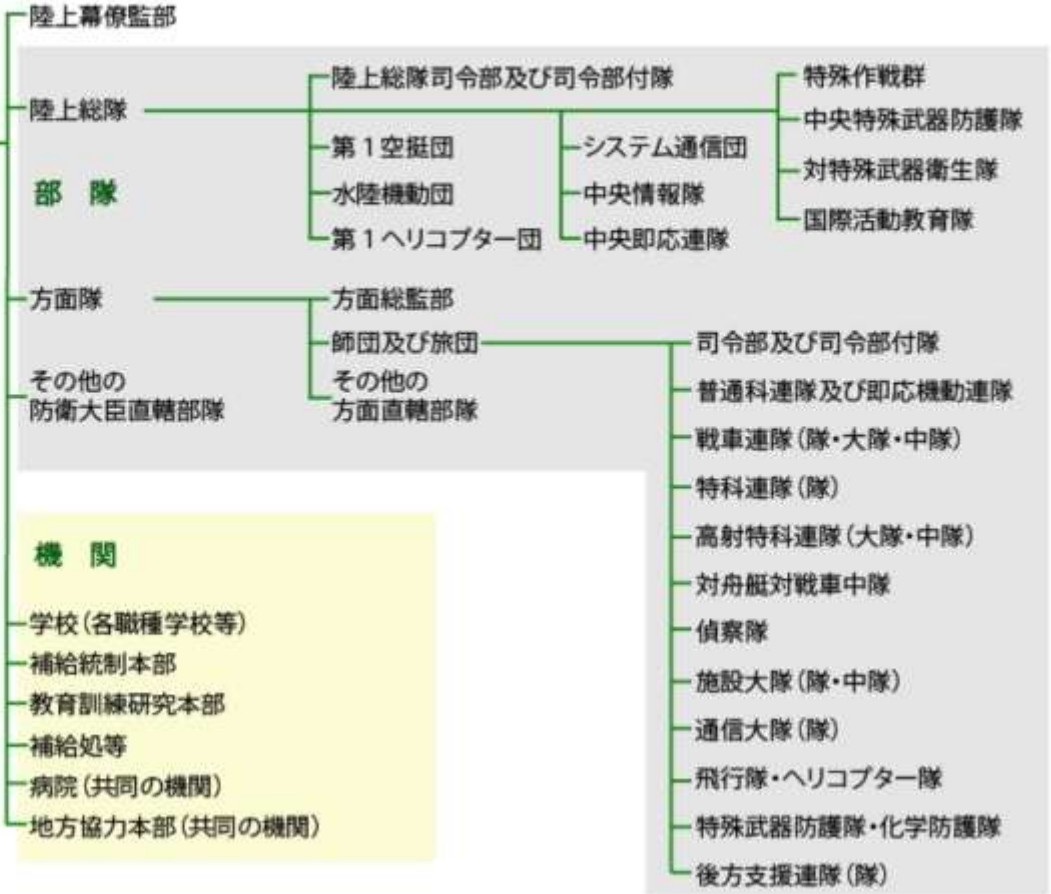 陸上幕僚監部
陸上総隊
陸上総隊司令部及び司令部付隊
第1空挺団
水陸機動団
第1ヘリコプター団
システム通信団
中央情報隊
中央即応連隊
特殊作戦群
中央特殊武器防護隊
対特殊武器衛生隊
国際活動教育隊
部 隊
方面隊
方面総監部
師団及び旅団
その他の
方面直轄部隊
司令部及び司令部付隊
普通科連隊及び即応機動連隊
戦車連隊(隊・大隊・中隊)
特科連隊(隊)
高射特科連隊(大隊・中隊)
対舟艇対戦車中隊
偵察隊
施設大隊(隊・中隊)
通信大隊(隊)
飛行隊・ヘリコプター隊
特殊武器防護隊・化学防護隊
後方支援連隊(隊)
その他の
防衛大臣直轄部隊
機 関
学校(各職種学校等)
補給統制本部
教育訓練研究本部
補給処等
病院(共同の機関)
地方協力本部(共同の機関)